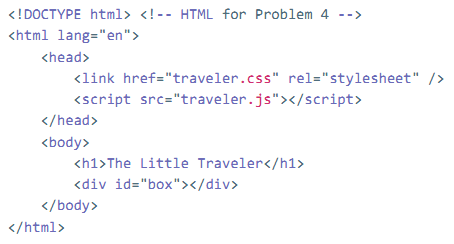 <!DOCTYPE html> <!-- HTML for Problem 4 -->
<html lang="en">
    <head>
        <link href="traveler.css" rel="stylesheet" />
        <script src="traveler.js"></script>
    </head>
    <body>
        <h1>The Little Traveler</h1>
        <div id="box"></div>
    </body>
</html>